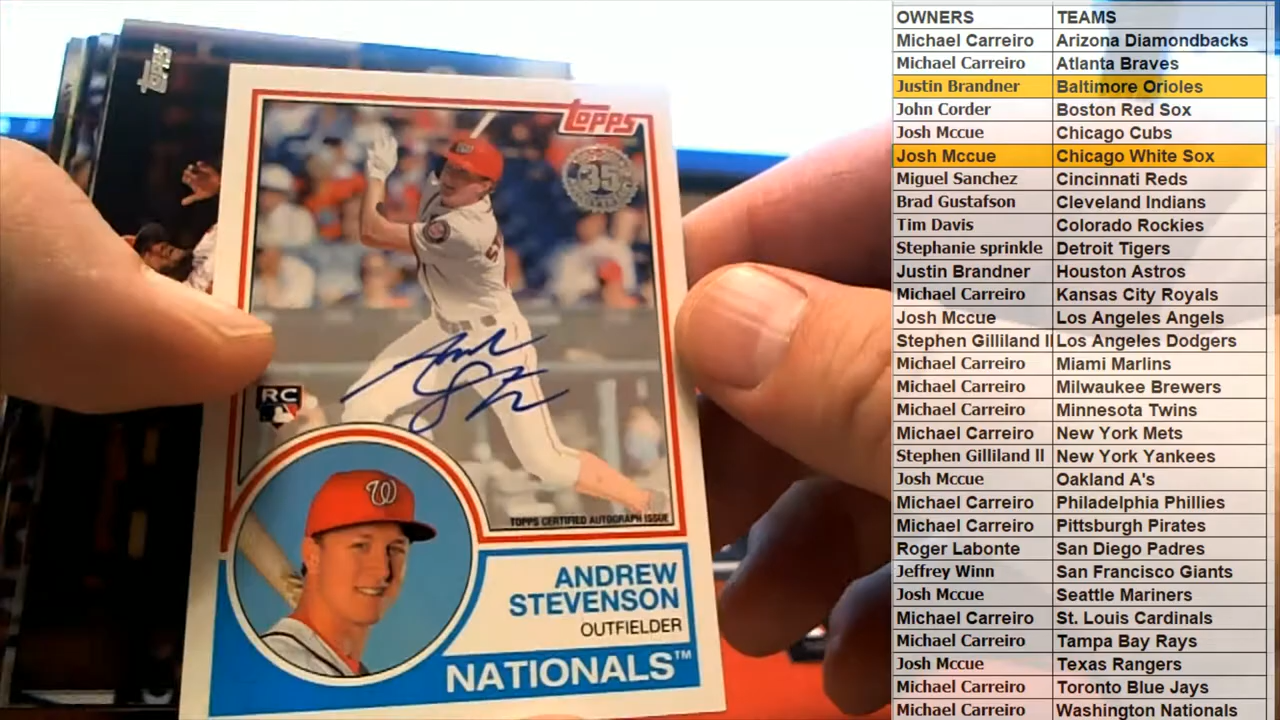 topps
topps
35
RC
W
TOPPS CERTIFIED AUTOGRAPH ISSUE
ANDREW
STEVENSON
OUTFIELDER
NATIONALS™
OWNERS TEAMS
Michael Carreiro Arizona Diamondbacks
Michael Carreiro Atlanta Braves
Justin Brandner Baltimore Orioles
John Corder Boston Red Sox
Josh Mccue Chicago Cubs
Josh Mccue Chicago White Sox
Miguel Sanchez Cincinnati Reds
Brad Gustafson Cleveland Indians
Tim Davis Colorado Rockies
Stephanie sprinkle Detroit Tigers
Justin Brandner Houston Astros
Michael Carreiro Kansas City Royals
Josh Mccue Los Angeles Angels
Stephen Gilliland ll Los Angeles Dodgers
Michael Carreiro Miami Marlins
Michael Carreiro Milwaukee Brewers
Michael Carreiro Minnesota Twins
Michael Carreiro New York Mets
Stephen Gilliland ll New York Yankees
Josh Mccue Oakland A's
Michael Carreiro Philadelphia Phillies
Michael Carreiro Pittsburgh Pirates
Roger Labonte San Diego Padres
Jeffrey Winn San Francisco Giants
Josh Mccue Seattle Mariners
Michael Carreiro St. Louis Cardinals
Michael Carreiro Tampa Bay Rays
Josh Mccue Texas Rangers
Michael Carreiro Toronto Blue Jays
Michael Carreiro Washington Nationals